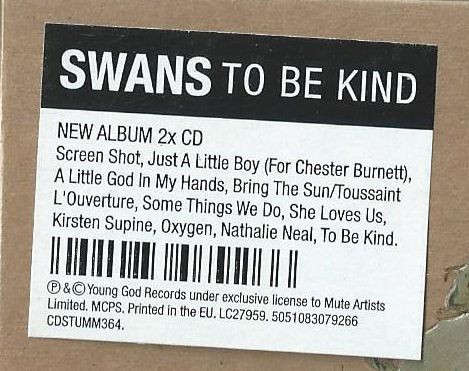 SWANS TO BE KIND
NEW ALBUM 2x CD
Screen Shot, Just A Little Boy (For Chester Burnett),
A Little God In My Hands, Bring The Sun/Toussaint
L'Ouverture, Some Things We Do, She Loves Us,
Kirsten Supine, Oxygen, Nathalie Neal, To Be Kind.
℗ & © Young God Records under exclusive license to Mute Artists
Limited. MCPS. Printed in the EU. LC27959. 5051083079266
CDSTUMM364.